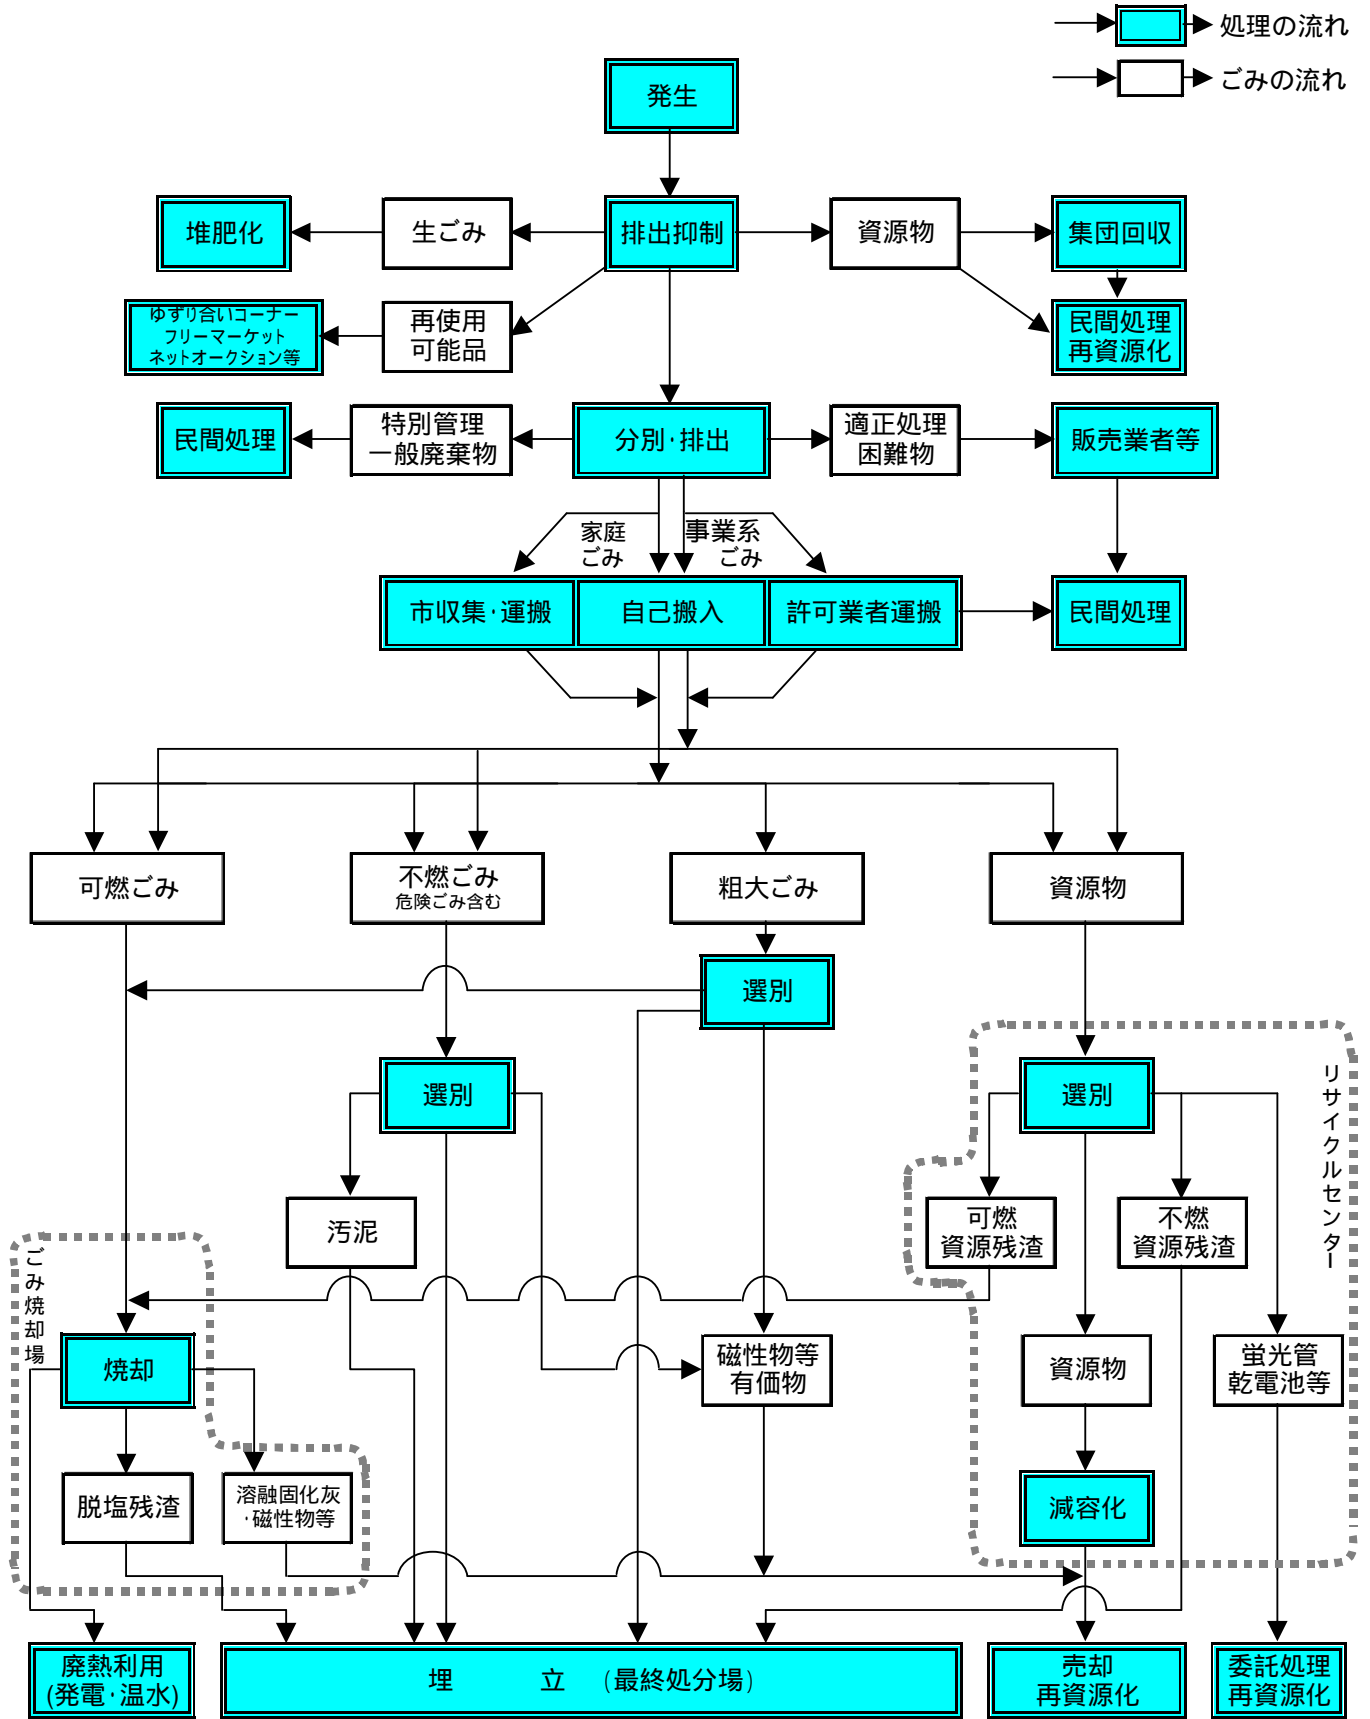 処理の流れ
ごみの流れ
発生
堆肥化
生ごみ
排出抑制
資源物
集団回収
ゆずり合いコーナー
フリーマーケット
ネットオークション等
再使用
可能品
民間処理
再資源化
民間処理
特別管理
一般廃棄物
分別・排出
適正処理
困難物
販売業者等
家庭
ごみ
事業系
ごみ
市収集・運搬
自己搬入
許可業者運搬
民間処理
可燃ごみ
不燃ごみ
危険ごみ含む
粗大ごみ
資源物
選別
選別
選別
リサイクルセンター
汚泥
可燃
資源残渣
不燃
資源残渣
ごみ焼却場
焼却
磁性物等
有価物
資源物
蛍光管
乾電池等
脱塩残渣
溶融固化灰
・磁性物等
減容化
廃熱利用
(発電・温水)
埋 立 (最終処分場)
売却
再資源化
委託処理
再資源化